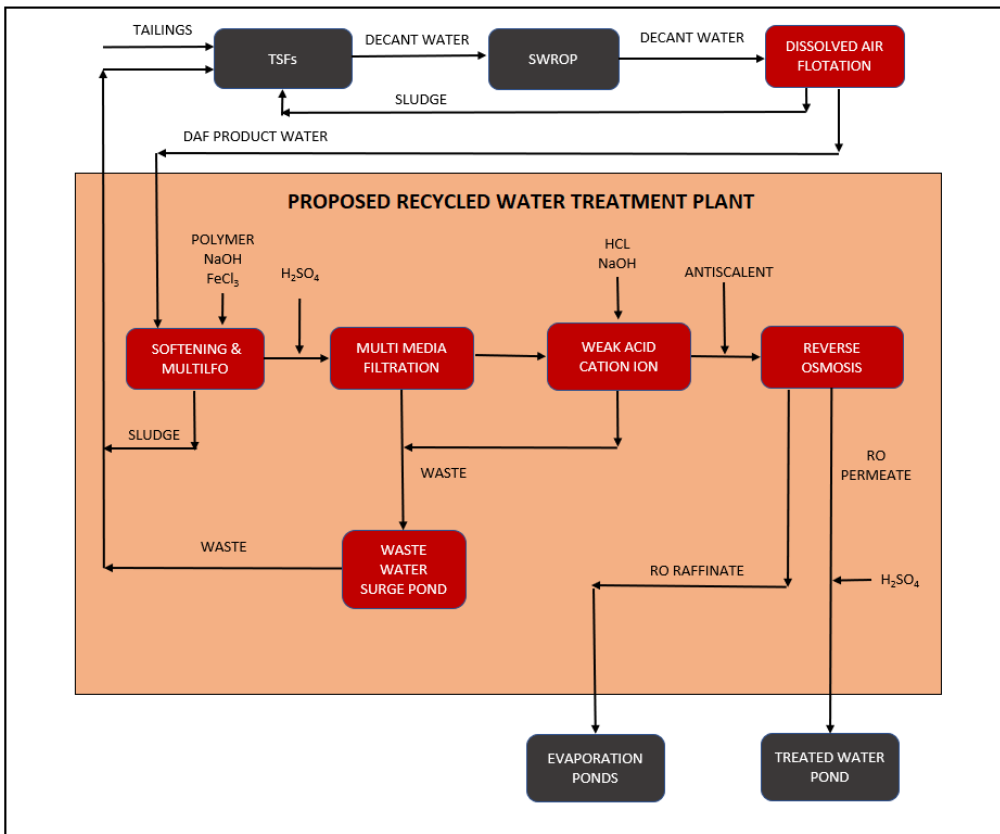 TAILINGS
TSFs
DECANT WATER
SWROP
DECANT WATER
DISSOLVED AIR
FLOTATION
SLUDGE
DAF PRODUCT WATER
PROPOSED RECYCLED WATER TREATMENT PLANT
POLYMER
NaOH
FeCl₃
H₂SO₄
HCL
NaOH
ANTISCALENT
SOFTENING &
MULTILFO
MULTI MEDIA
FILTRATION
WEAK ACID
CATION ION
REVERSE
OSMOSIS
SLUDGE
WASTE
RO
PERMEATE
WASTE
WASTE
WATER
SURGE POND
RO RAFFINATE
H₂SO₄
EVAPORATION
PONDS
TREATED WATER
POND